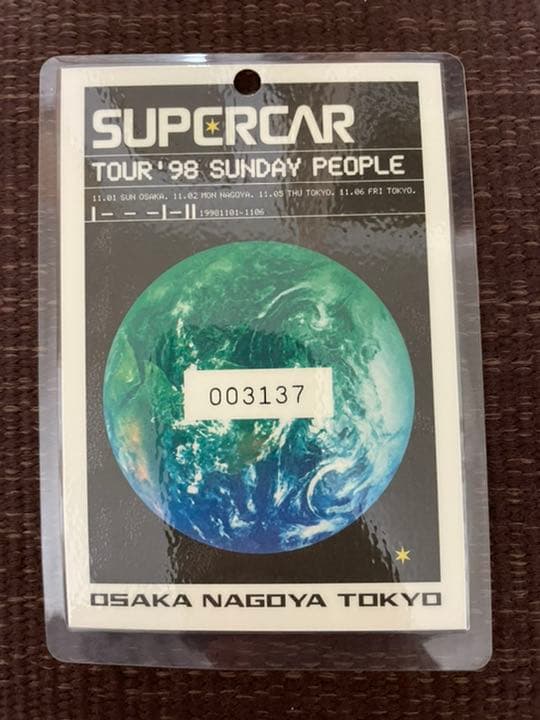 SUPERCAR
TOUR'98 SUNDAY PEOPLE
11.01 SUN OSAKA. 11.02 MON NAGOYA. 11.05 THU TOKYO. 11.06 FRI TOKYO.
19981101-1106
003137
OSAKA NAGOYA TOKYO